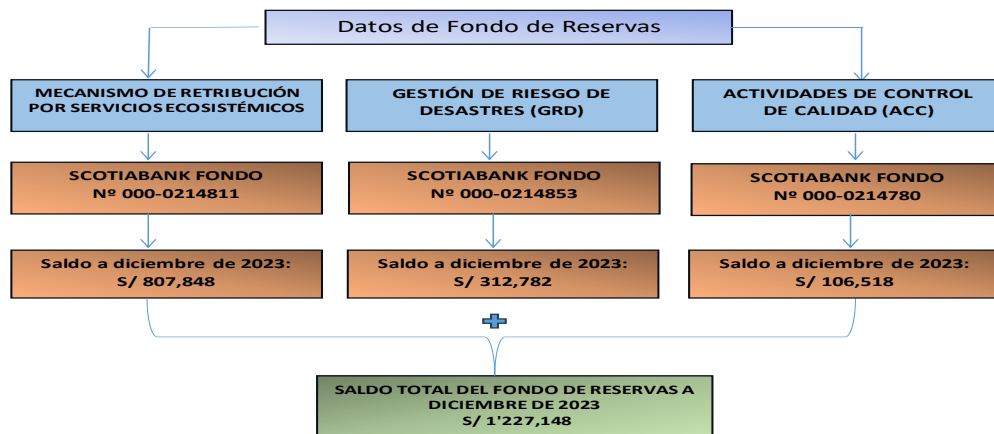 Datos de Fondo de Reservas
MECANISMO DE RETRIBUCIÓN
POR SERVICIOS ECOSISTÉMICOS
SCOTIABANK FONDO
Nº 000-0214811
Saldo a diciembre de 2023:
S/ 807,848
GESTIÓN DE RIESGO DE
DESASTRES (GRD)
SCOTIABANK FONDO
Nº 000-0214853
Saldo a diciembre de 2023:
S/ 312,782
ACTIVIDADES DE CONTROL
DE CALIDAD (ACC)
SCOTIABANK FONDO
Nº 000-0214780
Saldo a diciembre de 2023:
S/ 106,518
SALDO TOTAL DEL FONDO DE RESERVAS A
DICIEMBRE DE 2023
S/ 1'227,148